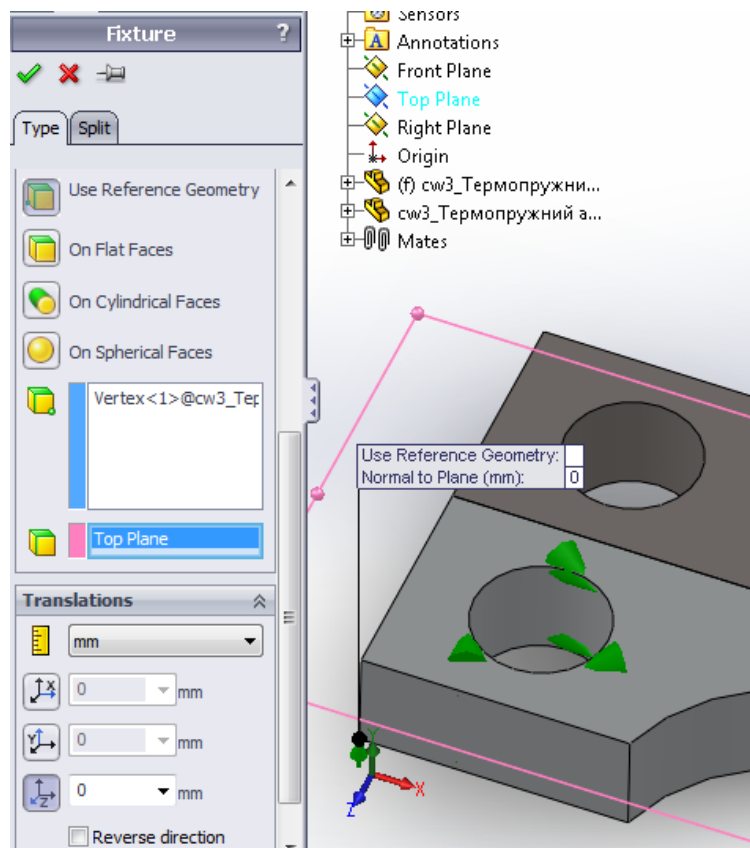 Fixture ?
Type
Split
Use Reference Geometry
On Flat Faces
On Cylindrical Faces
On Spherical Faces
Vertex<1>@cw3_Тер
Top Plane
Translations
mm
0 mm
0 mm
0 mm
Reverse direction
Sensors
Annotations
Front Plane
Top Plane
Right Plane
Origin
(f) cw3_Термопружни...
cw3_Термопружний а...
Mates
Use Reference Geometry:
Normal to Plane (mm): 0
Y
X
Z